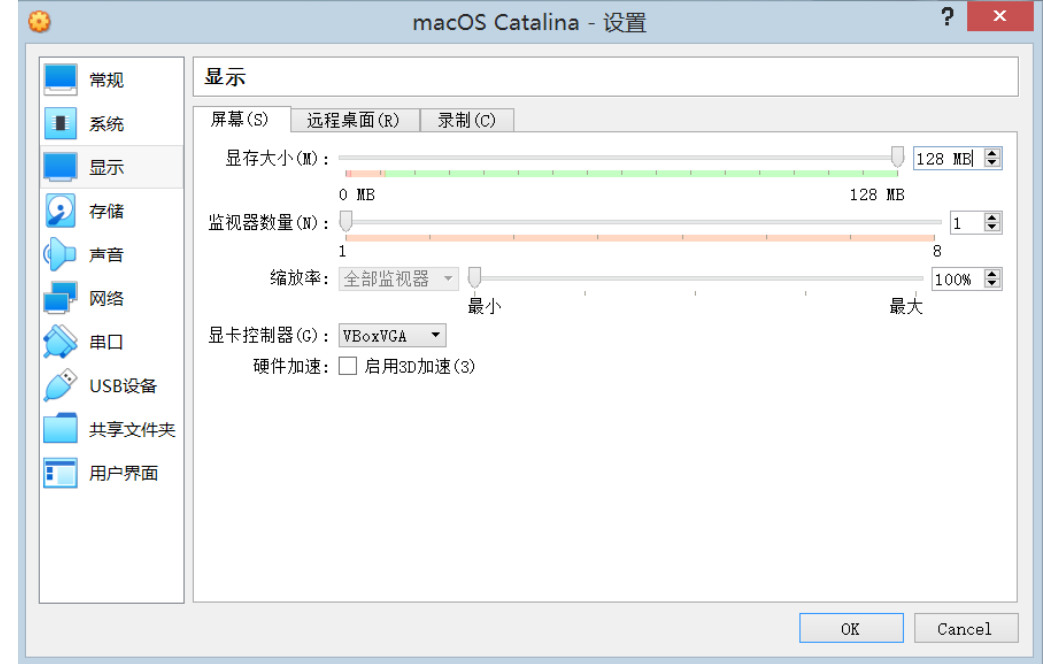 macOS Catalina - 设置
?
×
常规
系统
显示
存储
声音
网络
串口
USB设备
共享文件夹
用户界面
显示
屏幕(S) 远程桌面(R) 录制(C)
显存大小(M): 128 MB
0 MB 128 MB
监视器数量(N): 1
1 8
缩放率: 全部监视器 100%
最小 最大
显卡控制器(G): VBoxVGA
硬件加速: 启用3D加速(3)
OK Cancel